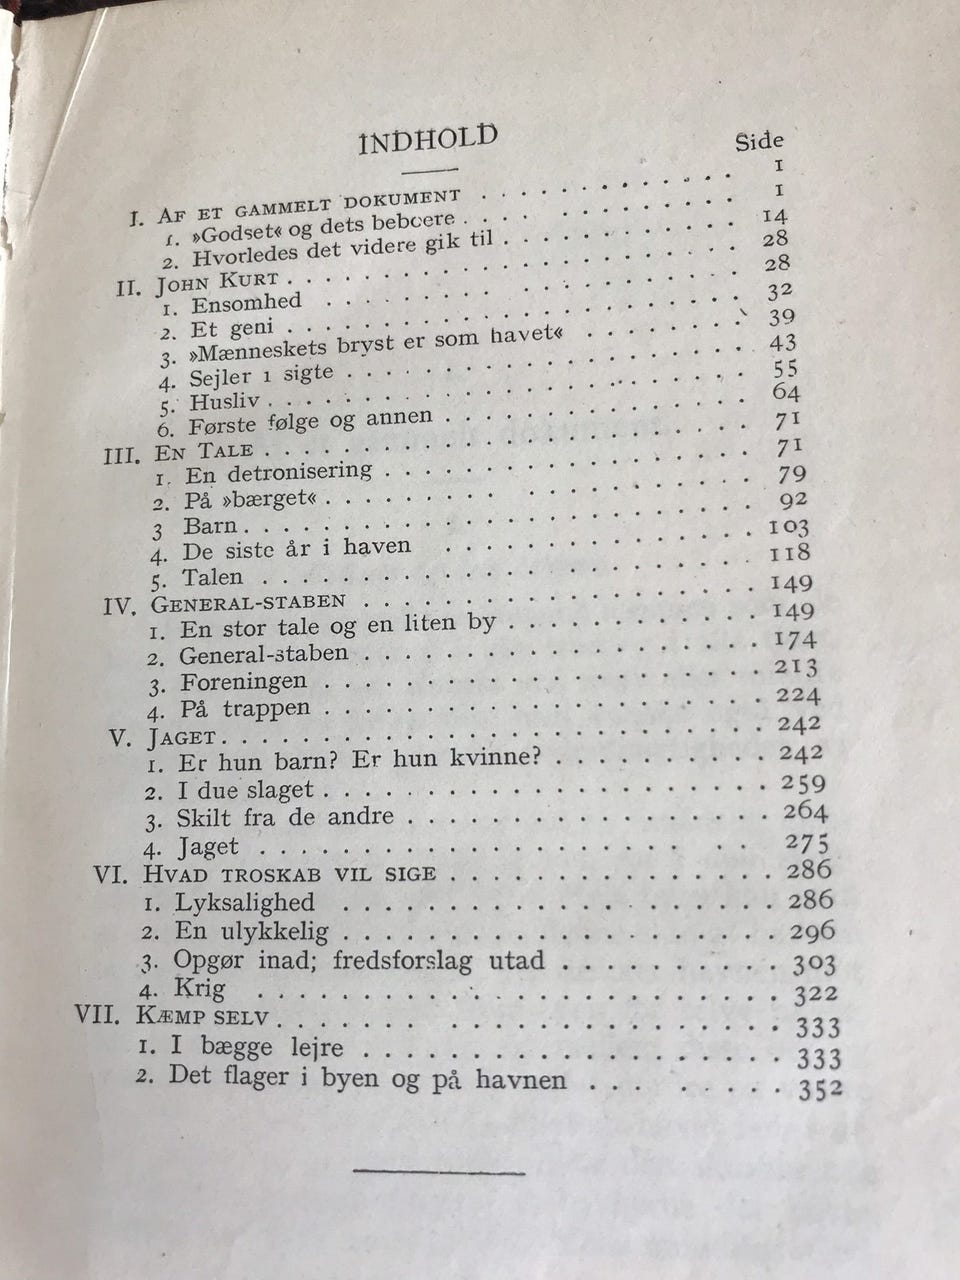 INDHOLD
Side
I. AF ET GAMMELT DOKUMENT . . . . . . . . . . . 1
1. »Godset« og dets bebcere . . . . . . . . . . . 1
2. Hvorledes det videre gik til . . . . . . . . . . . 14
II. JOHN KURT . . . . . . . . . . . 28
1. Ensomhed . . . . . . . . . . . 28
2. Et geni . . . . . . . . . . . 32
3. »Mænneskets bryst er som havet« . . . . . . . . 39
4. Sejler 1 sigte . . . . . . . . . . . 43
5. Husliv . . . . . . . . . . . 55
6. Første følge og annen . . . . . . . . . . . 64
III. EN TALE . . . . . . . . . . . 71
1. En detronisering . . . . . . . . . . . 71
2. På »bærget« . . . . . . . . . . . 79
3 Barn . . . . . . . . . . . 92
4. De siste år i haven . . . . . . . . . . . 103
5. Talen . . . . . . . . . . . 118
IV. GENERAL-STABEN . . . . . . . . . . . 149
1. En stor tale og en liten by . . . . . . . . . 149
2. General-staben . . . . . . . . . . . 174
3. Foreningen . . . . . . . . . . . 213
4. På trappen . . . . . . . . . . . 224
V. JAGET . . . . . . . . . . . 242
1. Er hun barn? Er hun kvinne? . . . . . . . . . 242
2. I due slaget . . . . . . . . . . . 259
3. Skilt fra de andre . . . . . . . . . . . 264
4. Jaget . . . . . . . . . . . 275
VI. HVAD TROSKAB VIL SIGE . . . . . . . . . . . 286
1. Lyksalighed . . . . . . . . . . . 286
2. En ulykkelig . . . . . . . . . . . 296
3. Opgør inad; fredsforslag utad . . . . . . . . 303
4. Krig . . . . . . . . . . . 322
VII. KÆMP SELV . . . . . . . . . . . 333
1. I bægge lejre . . . . . . . . . . . 333
2. Det flager i byen og på havnen . . . . . . . . 352